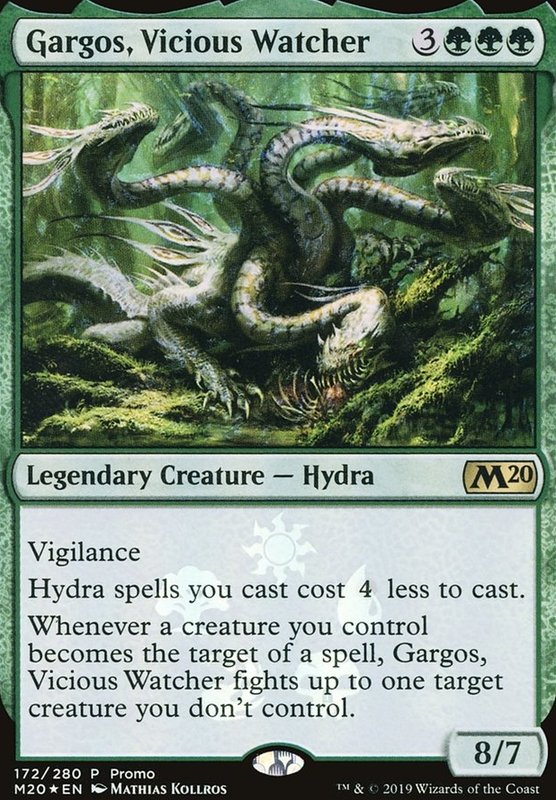 Gargos, Vicious Watcher 3
Legendary Creature — Hydra M20
Vigilance
Hydra spells you cast cost 4 less to cast.
Whenever a creature you control
becomes the target of a spell, Gargos,
Vicious Watcher fights up to one target
creature you don't control.
8/7
172/280 P Promo
M20★EN Mathias Kollros ™ & © 2019 Wizards of the Coast